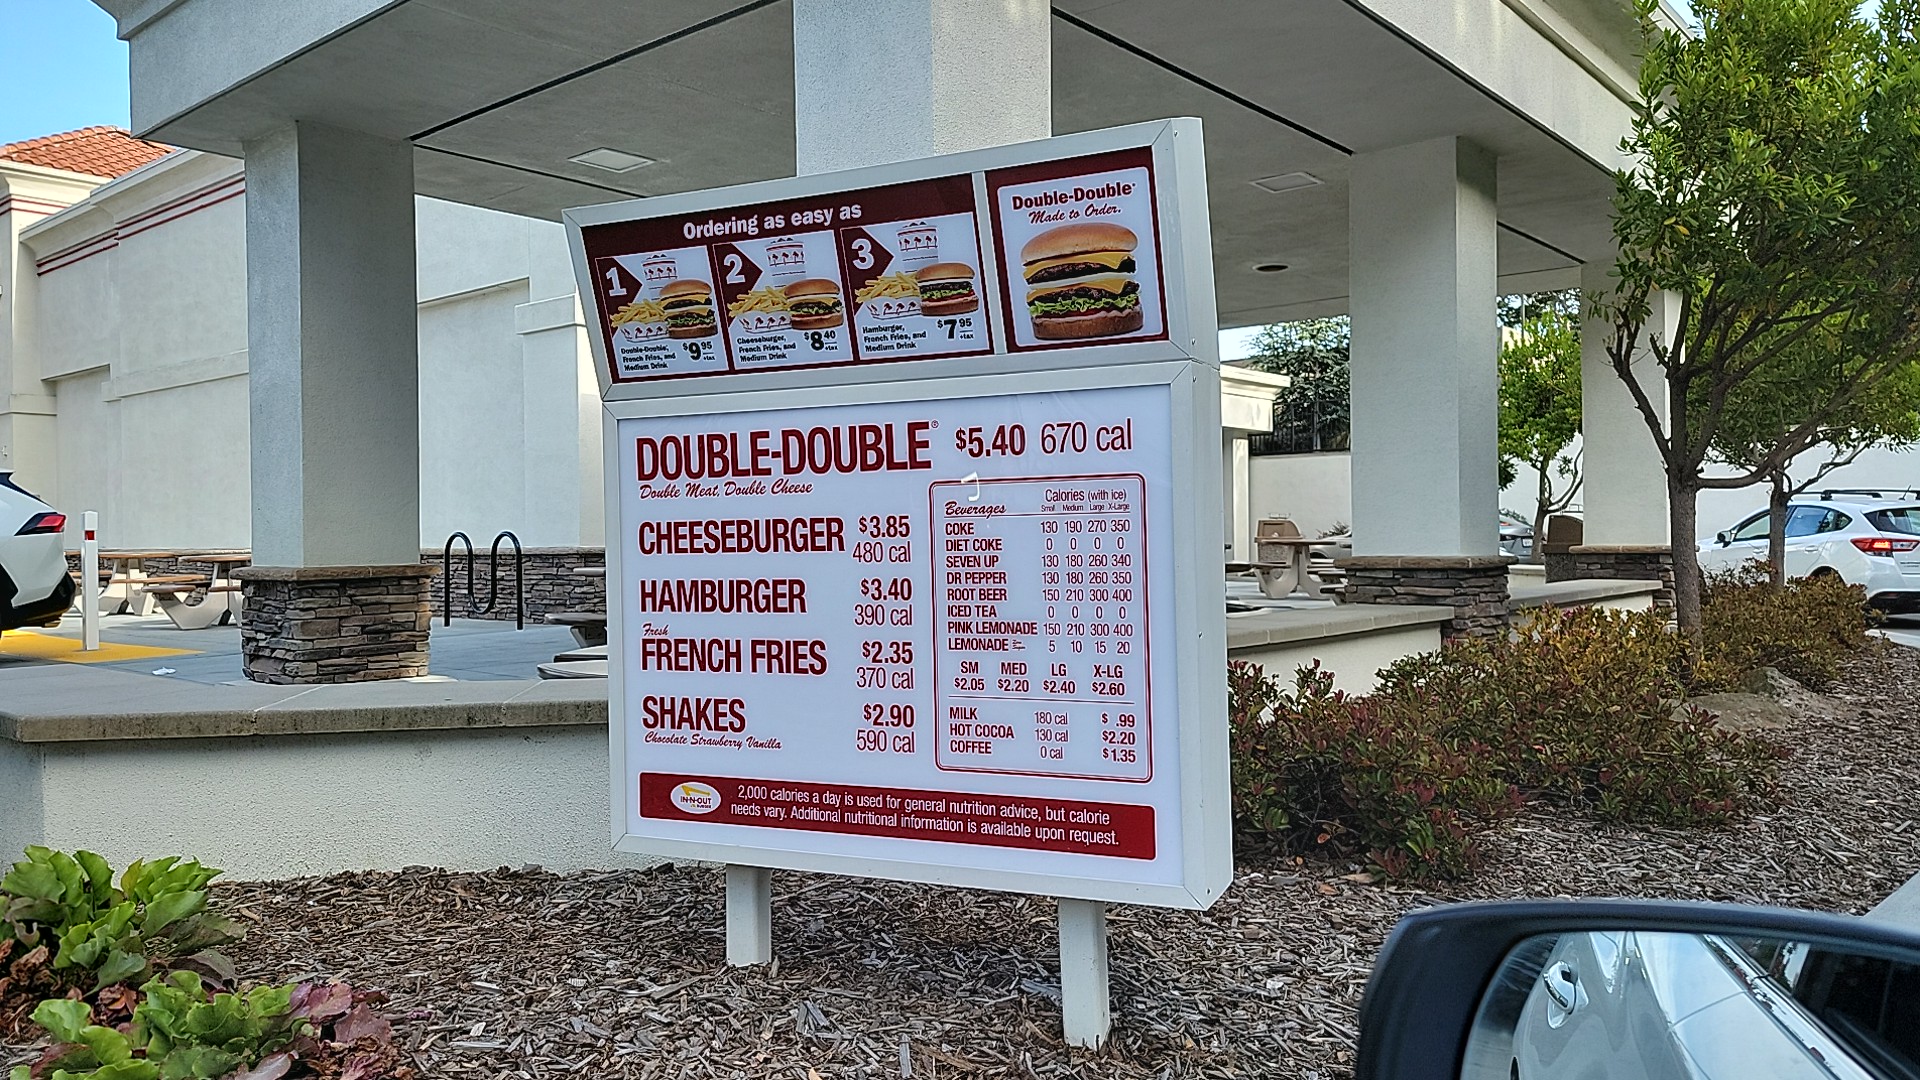 Ordering as easy as
1
Double-Double,
French Fries, and
Medium Drink
$9 95
+tax
2
Cheeseburger,
French Fries, and
Medium Drink
$8 40
+tax
3
Hamburger,
French Fries, and
Medium Drink
$7 95
+tax
Double-Double®
Made to Order.
DOUBLE-DOUBLE® $5.40 670 cal
Double Meat, Double Cheese
CHEESEBURGER $3.85
480 cal
HAMBURGER $3.40
390 cal
Fresh
FRENCH FRIES $2.35
370 cal
SHAKES $2.90
Chocolate Strawberry Vanilla 590 cal
Beverages Calories (with ice)
Small Medium Large X-Large
COKE 130 190 270 350
DIET COKE 0 0 0 0
SEVEN UP 130 180 260 340
DR PEPPER 130 180 260 350
ROOT BEER 150 210 300 400
ICED TEA 0 0 0 0
PINK LEMONADE 150 210 300 400
LEMONADE 5 10 15 20
SM MED LG X-LG
$2.05 $2.20 $2.40 $2.60
MILK 180 cal $ .99
HOT COCOA 130 cal $2.20
COFFEE 0 cal $1.35
IN-N-OUT
BURGER
2,000 calories a day is used for general nutrition advice, but calorie
needs vary. Additional nutritional information is available upon request.